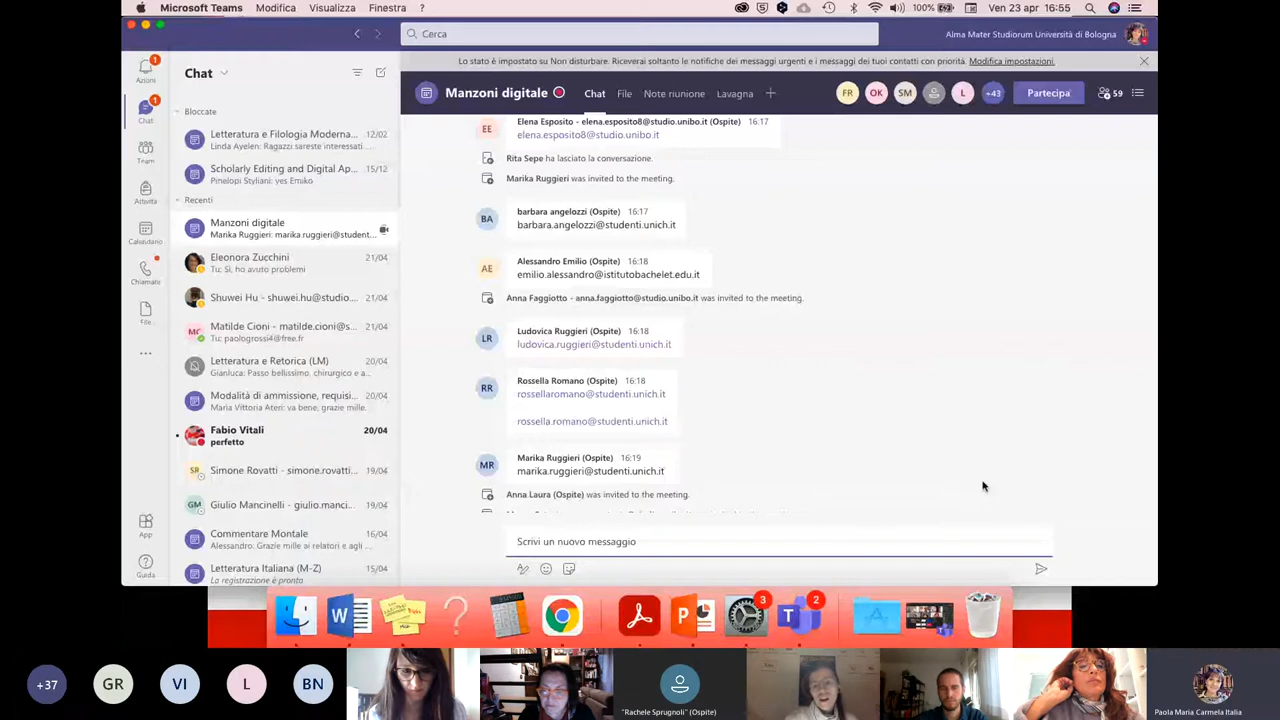 Microsoft Teams Modifica Visualizza Finestra ? 100% Ven 23 apr 16:55
Cerca
Alma Mater Studiorum Università di Bologna
Lo stato è impostato su Non disturbare. Riceverai soltanto le notifiche dei messaggi urgenti e i messaggi dei tuoi contatti con priorità. Modifica impostazioni.
1
Azioni
1
Chat
Team
Attività
Calendario
Chiamate
File
App
Guida
Chat
Bloccate
Letteratura e Filologia Moderna... 12/02
Linda Ayelen: Ragazzi sareste interessati...
Scholarly Editing and Digital Ap... 15/12
Pinelopi Styliani: yes Emiko
Recenti
Manzoni digitale
Marika Ruggieri: marika.ruggieri@student...
Eleonora Zucchini 21/04
Tu: Sì, ho avuto problemi
Shuwei Hu - shuwei.hu@studio.... 21/04
MC
Matilde Cioni - matilde.cioni@s... 21/04
Tu: paologrossi4@free.fr
Letteratura e Retorica (LM) 20/04
Gianluca: Passo bellissimo, chirurgico e a...
Modalità di ammissione, requisi... 20/04
Maria Vittoria Ateri: va bene, grazie mille.
Fabio Vitali 20/04
perfetto
SR
Simone Rovatti - simone.rovatti... 19/04
GM
Giulio Mancinelli - giulio.manci... 19/04
Commentare Montale 16/04
Alessandro: Grazie mille ai relatori e agli ...
Letteratura Italiana (M-Z) 15/04
La registrazione è pronta
Manzoni digitale Chat File Note riunione Lavagna
FR OK SM L +43 Partecipa 59
EE
Elena Esposito - elena.esposito8@studio.unibo.it (Ospite) 16:17
elena.esposito8@studio.unibo.it
Rita Sepe ha lasciato la conversazione.
Marika Ruggieri was invited to the meeting.
BA
barbara angelozzi (Ospite) 16:17
barbara.angelozzi@studenti.unich.it
AE
Alessandro Emilio (Ospite) 16:18
emilio.alessandro@istitutobachelet.edu.it
Anna Faggiotto - anna.faggiotto@studio.unibo.it was invited to the meeting.
LR
Ludovica Ruggieri (Ospite) 16:18
ludovica.ruggieri@studenti.unich.it
RR
Rossella Romano (Ospite) 16:18
rossellaromano@studenti.unich.it
rossella.romano@studenti.unich.it
MR
Marika Ruggieri (Ospite) 16:19
marika.ruggieri@studenti.unich.it
Anna Laura (Ospite) was invited to the meeting.
Scrivi un nuovo messaggio
3
2
+37 GR VI L BN
"Rachele Sprugnoli" (Ospite)
Paola Maria Carmela Italia